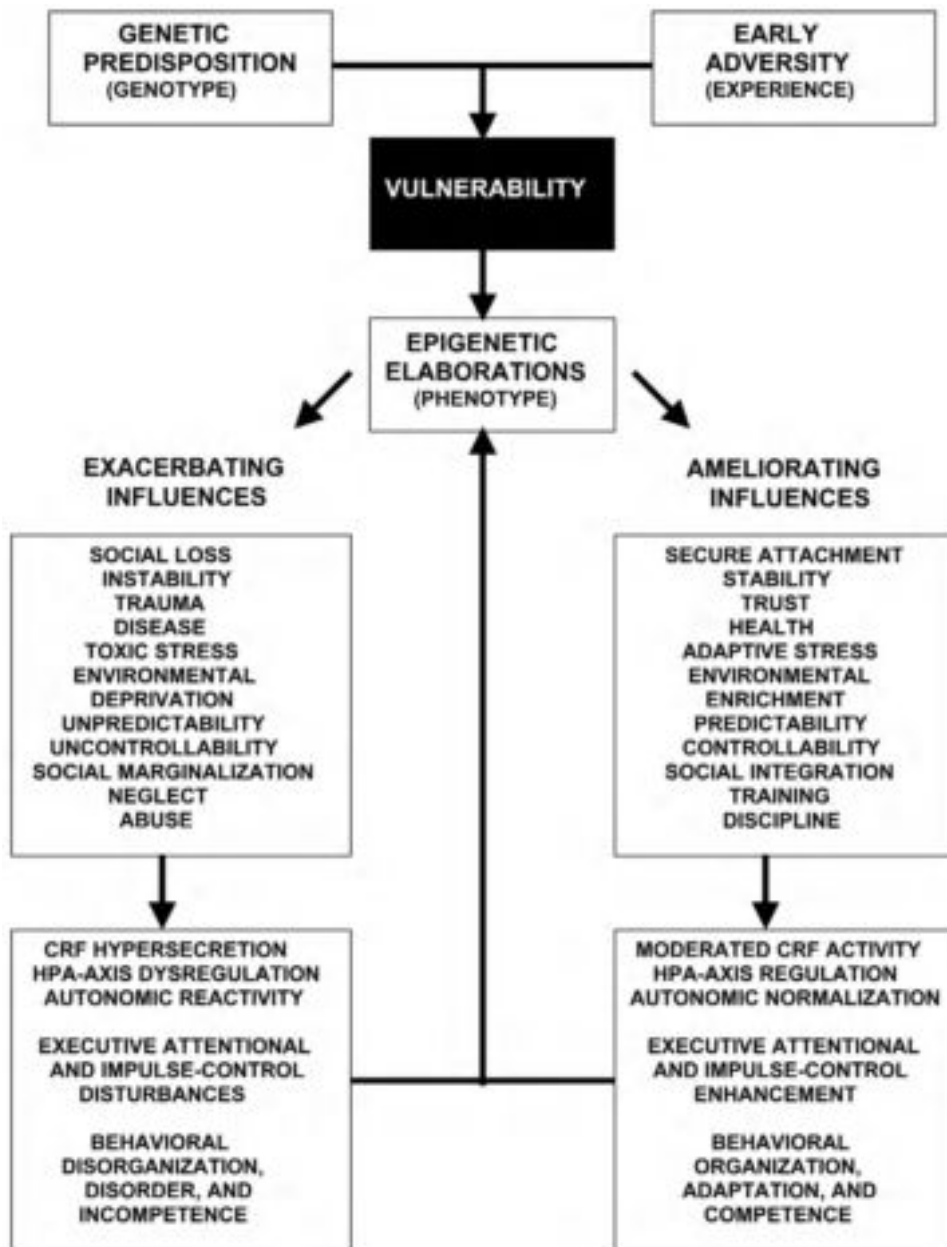 GENETIC
PREDISPOSITION
(GENOTYPE)
EARLY
ADVERSITY
(EXPERIENCE)
VULNERABILITY
EPIGENETIC
ELABORATIONS
(PHENOTYPE)
EXACERBATING
INFLUENCES
AMELIORATING
INFLUENCES
SOCIAL LOSS
INSTABILITY
TRAUMA
DISEASE
TOXIC STRESS
ENVIRONMENTAL
DEPRIVATION
UNPREDICTABILITY
UNCONTROLLABILITY
SOCIAL MARGINALIZATION
NEGLECT
ABUSE
SECURE ATTACHMENT
STABILITY
TRUST
HEALTH
ADAPTIVE STRESS
ENVIRONMENTAL
ENRICHMENT
PREDICTABILITY
CONTROLLABILITY
SOCIAL INTEGRATION
TRAINING
DISCIPLINE
CRF HYPERSECRETION
HPA-AXIS DYSREGULATION
AUTONOMIC REACTIVITY
EXECUTIVE ATTENTIONAL
AND IMPULSE-CONTROL
DISTURBANCES
BEHAVIORAL
DISORGANIZATION,
DISORDER, AND
INCOMPETENCE
MODERATED CRF ACTIVITY
HPA-AXIS REGULATION
AUTONOMIC NORMALIZATION
EXECUTIVE ATTENTIONAL
AND IMPULSE-CONTROL
ENHANCEMENT
BEHAVIORAL
ORGANIZATION,
ADAPTATION, AND
COMPETENCE